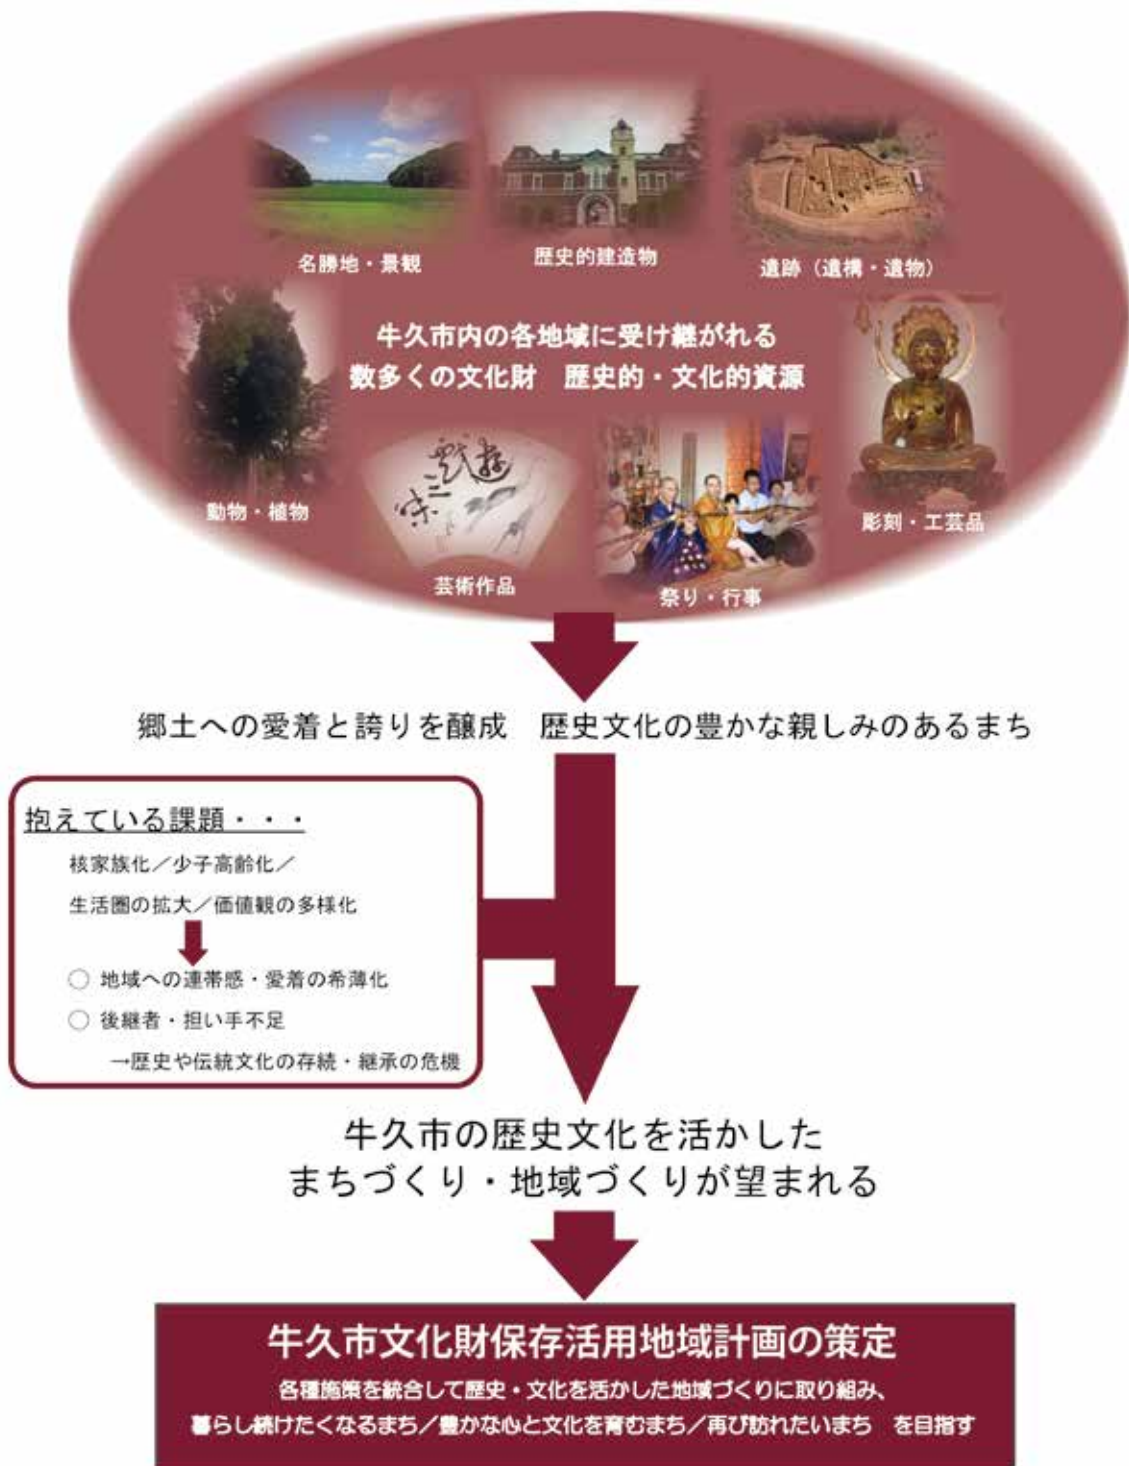 名勝地・景観
歴史的建造物
遺跡（遺構・遺物）
牛久市内の各地域に受け継がれる
数多くの文化財　歴史的・文化的資源
動物・植物
芸術作品
祭り・行事
彫刻・工芸品
郷土への愛着と誇りを醸成　歴史文化の豊かな親しみのあるまち
抱えている課題・・・
核家族化／少子高齢化／
生活圏の拡大／価値観の多様化
○ 地域への連帯感・愛着の希薄化
○ 後継者・担い手不足
→歴史や伝統文化の存続・継承の危機
牛久市の歴史文化を活かした
まちづくり・地域づくりが望まれる
牛久市文化財保存活用地域計画の策定
各種施策を統合して歴史・文化を活かした地域づくりに取り組み、
暮らし続けたくなるまち／豊かな心と文化を育むまち／再び訪れたいまち　を目指す